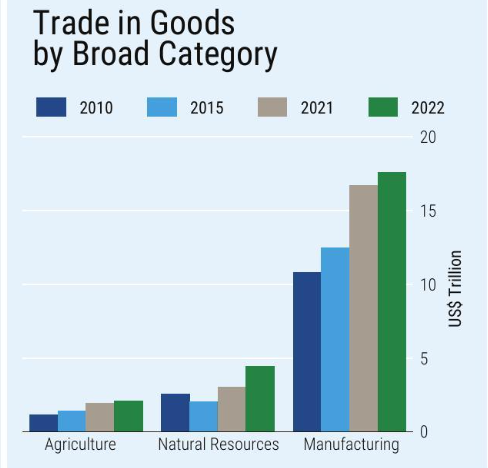 Trade in Goods
by Broad Category
2010 2015 2021 2022
20
15
10
US$ Trillion
5
0
Agriculture Natural Resources Manufacturing